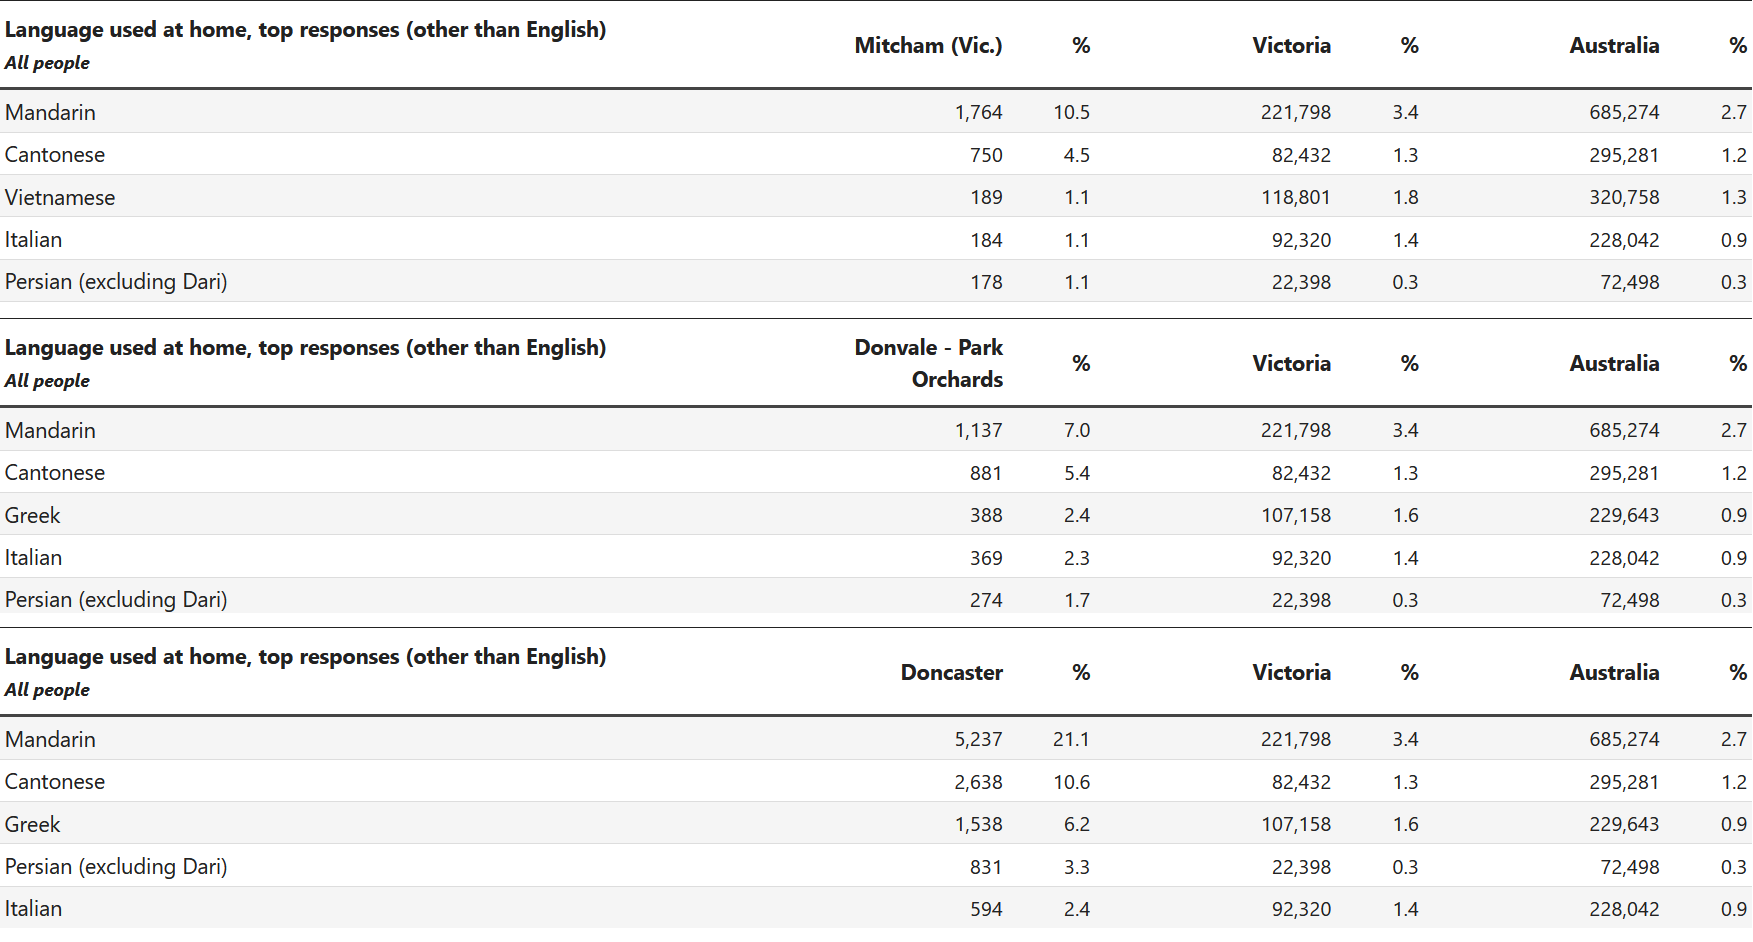 Language used at home, top responses (other than English)
All people
Mitcham (Vic.) % Victoria % Australia %
Mandarin 1,764 10.5 221,798 3.4 685,274 2.7
Cantonese 750 4.5 82,432 1.3 295,281 1.2
Vietnamese 189 1.1 118,801 1.8 320,758 1.3
Italian 184 1.1 92,320 1.4 228,042 0.9
Persian (excluding Dari) 178 1.1 22,398 0.3 72,498 0.3
Language used at home, top responses (other than English)
All people
Donvale - Park
Orchards
% Victoria % Australia %
Mandarin 1,137 7.0 221,798 3.4 685,274 2.7
Cantonese 881 5.4 82,432 1.3 295,281 1.2
Greek 388 2.4 107,158 1.6 229,643 0.9
Italian 369 2.3 92,320 1.4 228,042 0.9
Persian (excluding Dari) 274 1.7 22,398 0.3 72,498 0.3
Language used at home, top responses (other than English)
All people
Doncaster % Victoria % Australia %
Mandarin 5,237 21.1 221,798 3.4 685,274 2.7
Cantonese 2,638 10.6 82,432 1.3 295,281 1.2
Greek 1,538 6.2 107,158 1.6 229,643 0.9
Persian (excluding Dari) 831 3.3 22,398 0.3 72,498 0.3
Italian 594 2.4 92,320 1.4 228,042 0.9